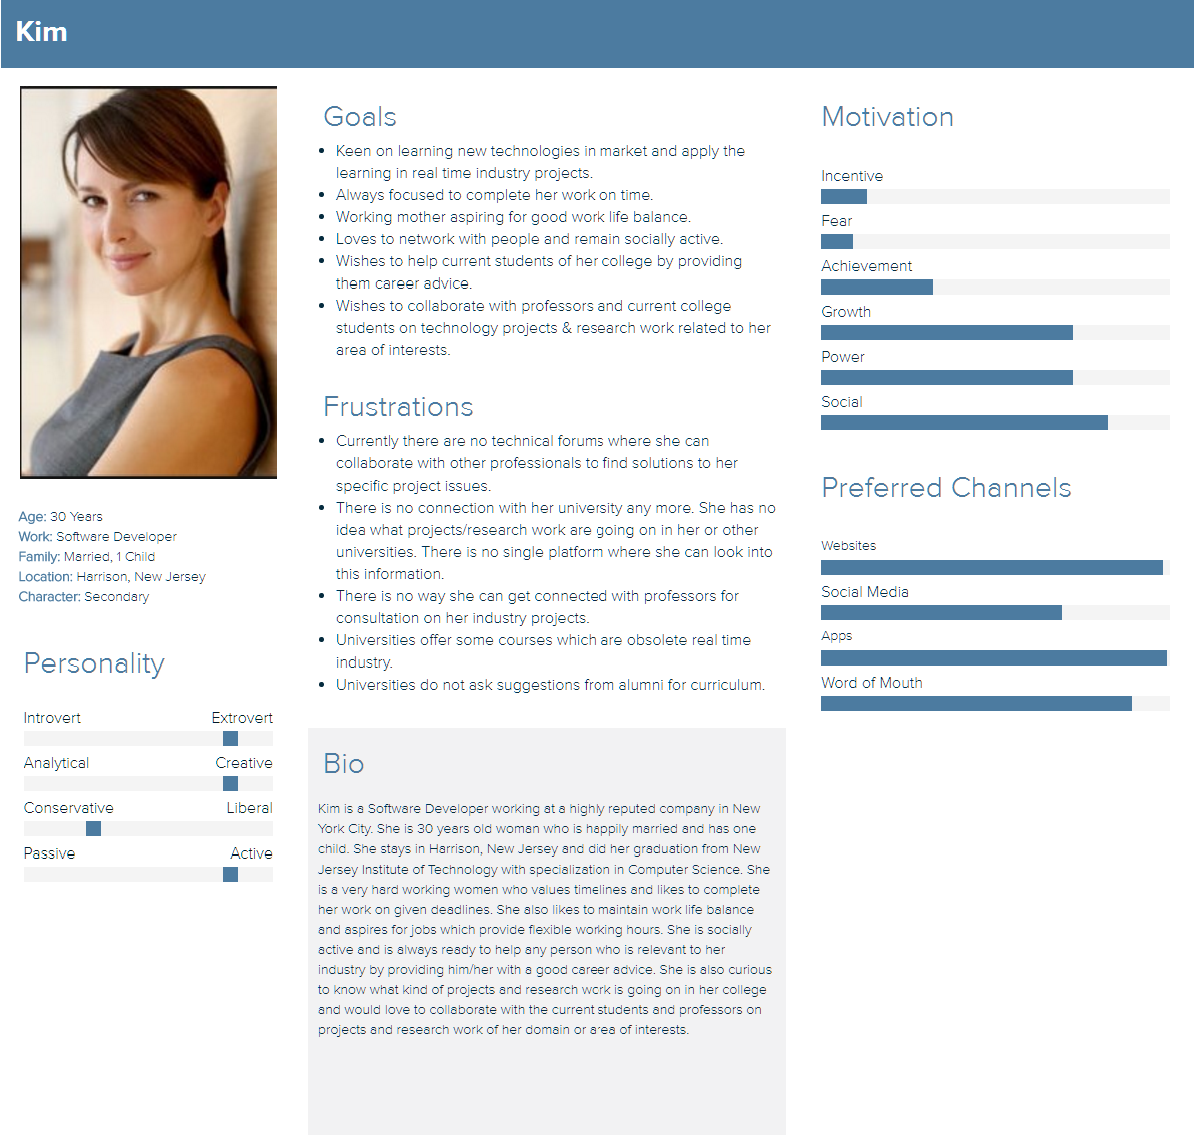 Kim
Age: 30 Years
Work: Software Developer
Family: Married, 1 Child
Location: Harrison, New Jersey
Character: Secondary
Personality
Introvert Extrovert
Analytical Creative
Conservative Liberal
Passive Active
Goals
• Keen on learning new technologies in market and apply the
learning in real time industry projects.
• Always focused to complete her work on time.
• Working mother aspiring for good work life balance.
• Loves to network with people and remain socially active.
• Wishes to help current students of her college by providing
them career advice.
• Wishes to collaborate with professors and current college
students on technology projects & research work related to her
area of interests.
Frustrations
• Currently there are no technical forums where she can
collaborate with other professionals to find solutions to her
specific project issues.
• There is no connection with her university any more. She has no
idea what projects/research work are going on in her or other
universities. There is no single platform where she can look into
this information.
• There is no way she can get connected with professors for
consultation on her industry projects.
• Universities offer some courses which are obsolete real time
industry.
• Universities do not ask suggestions from alumni for curriculum.
Bio
Kim is a Software Developer working at a highly reputed company in New
York City. She is 30 years old woman who is happily married and has one
child. She stays in Harrison, New Jersey and did her graduation from New
Jersey Institute of Technology with specialization in Computer Science. She
is a very hard working women who values timelines and likes to complete
her work on given deadlines. She also likes to maintain work life balance
and aspires for jobs which provide flexible working hours. She is socially
active and is always ready to help any person who is relevant to her
industry by providing him/her with a good career advice. She is also curious
to know what kind of projects and research work is going on in her college
and would love to collaborate with the current students and professors on
projects and research work of her domain or area of interests.
Motivation
Incentive
Fear
Achievement
Growth
Power
Social
Preferred Channels
Websites
Social Media
Apps
Word of Mouth